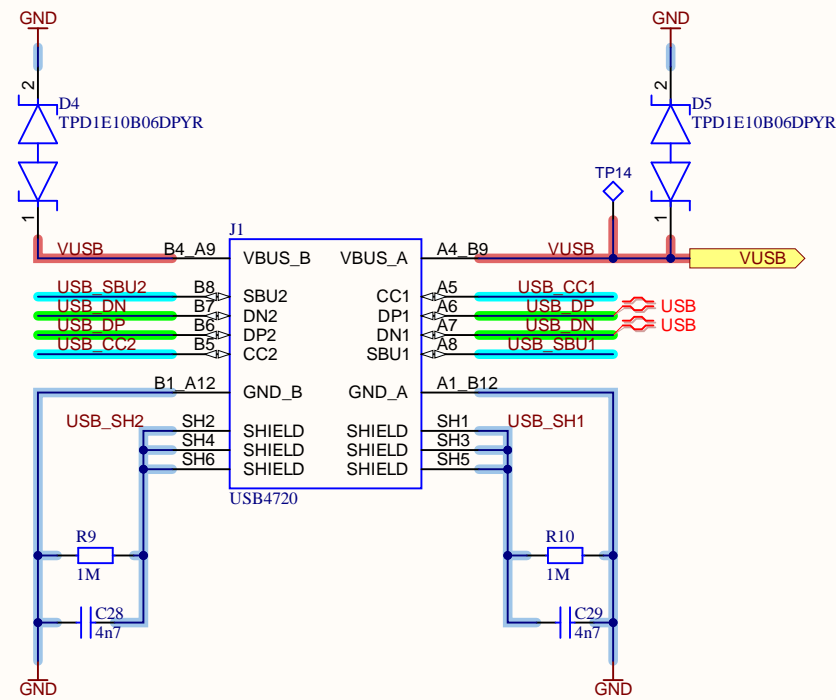 GND
GND
2
D4
TPD1E10B06DPYR
2
D5
TPD1E10B06DPYR
TP14
1
1
J1
VUSB
B4_A9
VBUS_B
VBUS_A
A4_B9
VUSB
VUSB
USB_SBU2
B8
SBU2
CC1
A5
USB_CC1
USB_DN
B7
DN2
DP1
A6
USB_DP
USB
USB_DP
B6
DP2
DN1
A7
USB_DN
USB
USB_CC2
B5
CC2
SBU1
A8
USB_SBU1
B1_A12
GND_B
GND_A
A1_B12
USB_SH2
SH2
SHIELD
SHIELD
SH1
USB_SH1
SH4
SHIELD
SHIELD
SH3
SH6
SHIELD
SHIELD
SH5
USB4720
R9
1M
R10
1M
C28
4n7
C29
4n7
GND
GND